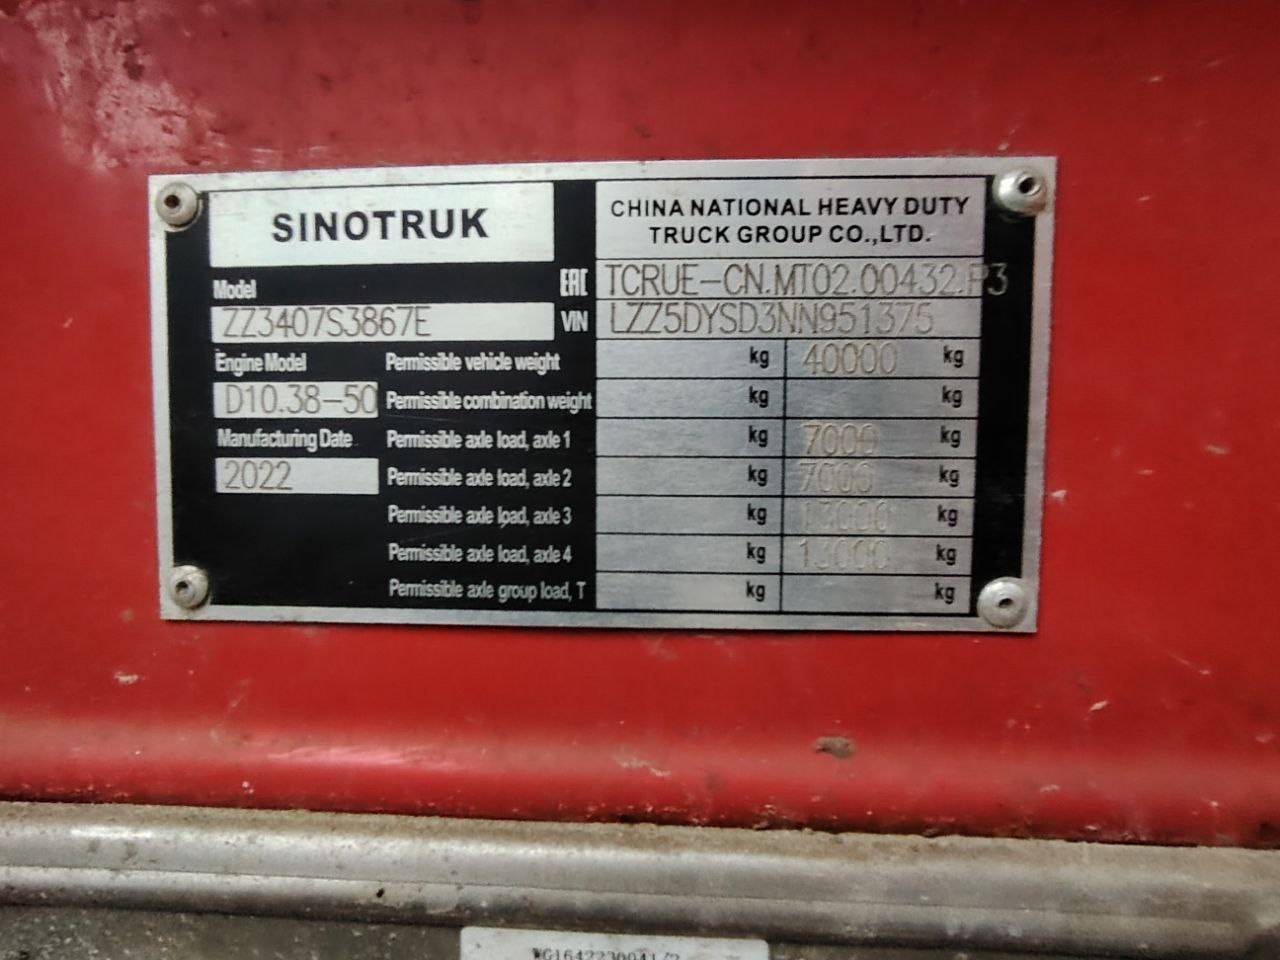 SINOTRUK
CHINA NATIONAL HEAVY DUTY
TRUCK GROUP CO.,LTD.
Model
EAC TCRUE-CN.MT02.00432.P3
ZZ3407S3867E
VIN LZZ5DYSD3NN951375
Engine Model
Permissible vehicle weight kg 40000 kg
D10.38-50
Permissible combination weight kg kg
Manufacturing Date
Permissible axle load, axle 1 kg 7000 kg
2022
Permissible axle load, axle 2 kg 7000 kg
Permissible axle load, axle 3 kg 13000 kg
Permissible axle load, axle 4 kg 13000 kg
Permissible axle group load, T kg kg